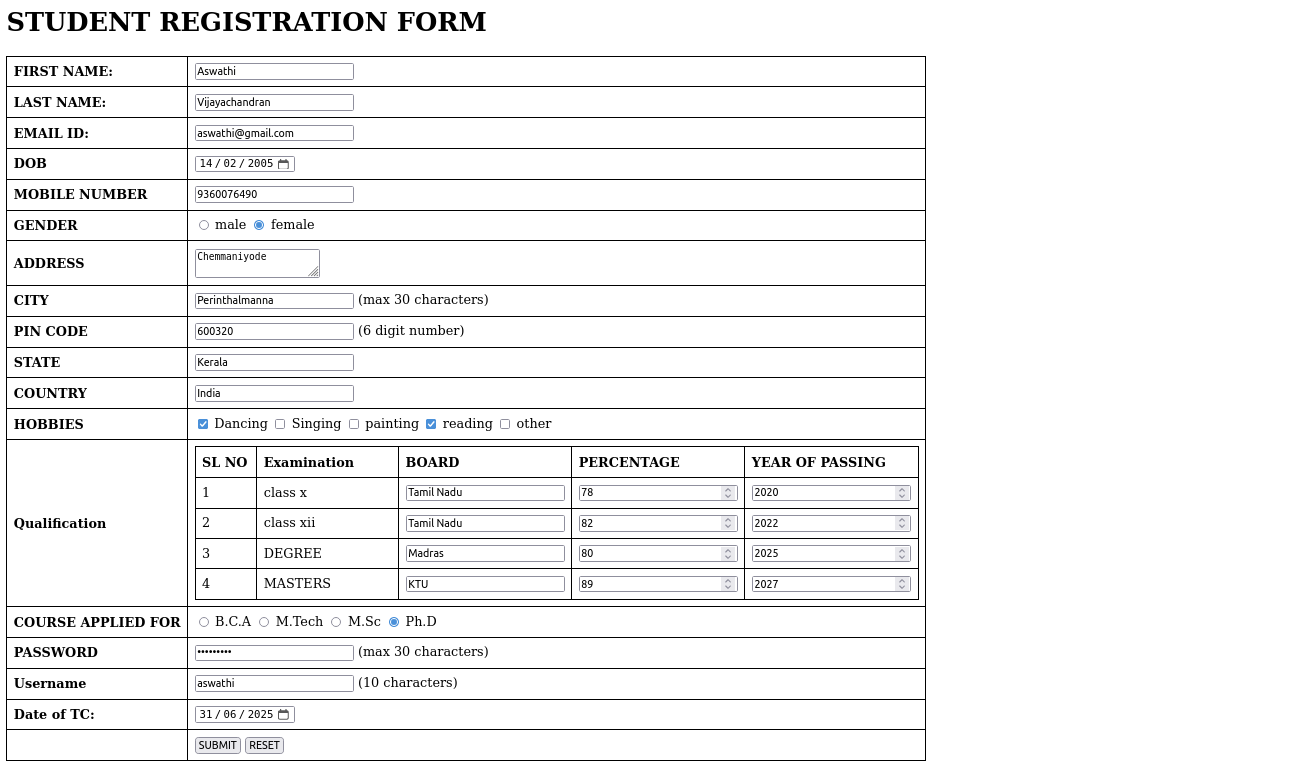 STUDENT REGISTRATION FORM
FIRST NAME: Aswathi
LAST NAME: Vijayachandran
EMAIL ID: aswathi@gmail.com
DOB 14 / 02 / 2005
MOBILE NUMBER 9360076490
GENDER male female
ADDRESS Chemmaniyode
CITY Perinthalmanna (max 30 characters)
PIN CODE 600320 (6 digit number)
STATE Kerala
COUNTRY India
HOBBIES Dancing Singing painting reading other
Qualification
SL NO Examination BOARD PERCENTAGE YEAR OF PASSING
1 class x Tamil Nadu 78 2020
2 class xii Tamil Nadu 82 2022
3 DEGREE Madras 80 2025
4 MASTERS KTU 89 2027
COURSE APPLIED FOR B.C.A M.Tech M.Sc Ph.D
PASSWORD ••••••••• (max 30 characters)
Username aswathi (10 characters)
Date of TC: 31 / 06 / 2025
SUBMIT RESET